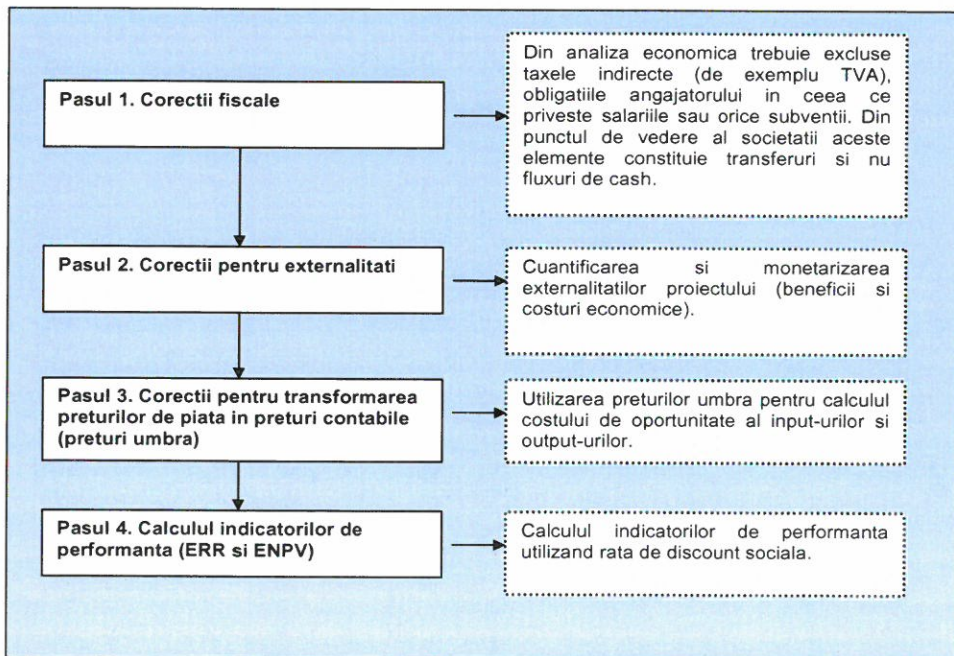 Pasul 1. Corectii fiscale
Din analiza economica trebuie excluse
taxele indirecte (de exemplu TVA),
obligatiile angajatorului in ceea ce
priveste salariile sau orice subventii. Din
punctul de vedere al societatii aceste
elemente constituie transferuri si nu
fluxuri de cash.
Pasul 2. Corectii pentru externalitati
Cuantificarea si monetarizarea
externalitatilor proiectului (beneficii si
costuri economice).
Pasul 3. Corectii pentru transformarea
preturilor de piata in preturi contabile
(preturi umbra)
Utilizarea preturilor umbra pentru calculul
costului de oportunitate al input-urilor si
output-urilor.
Pasul 4. Calculul indicatorilor de
performanta (ERR si ENPV)
Calculul indicatorilor de performanta
utilizand rata de discount sociala.